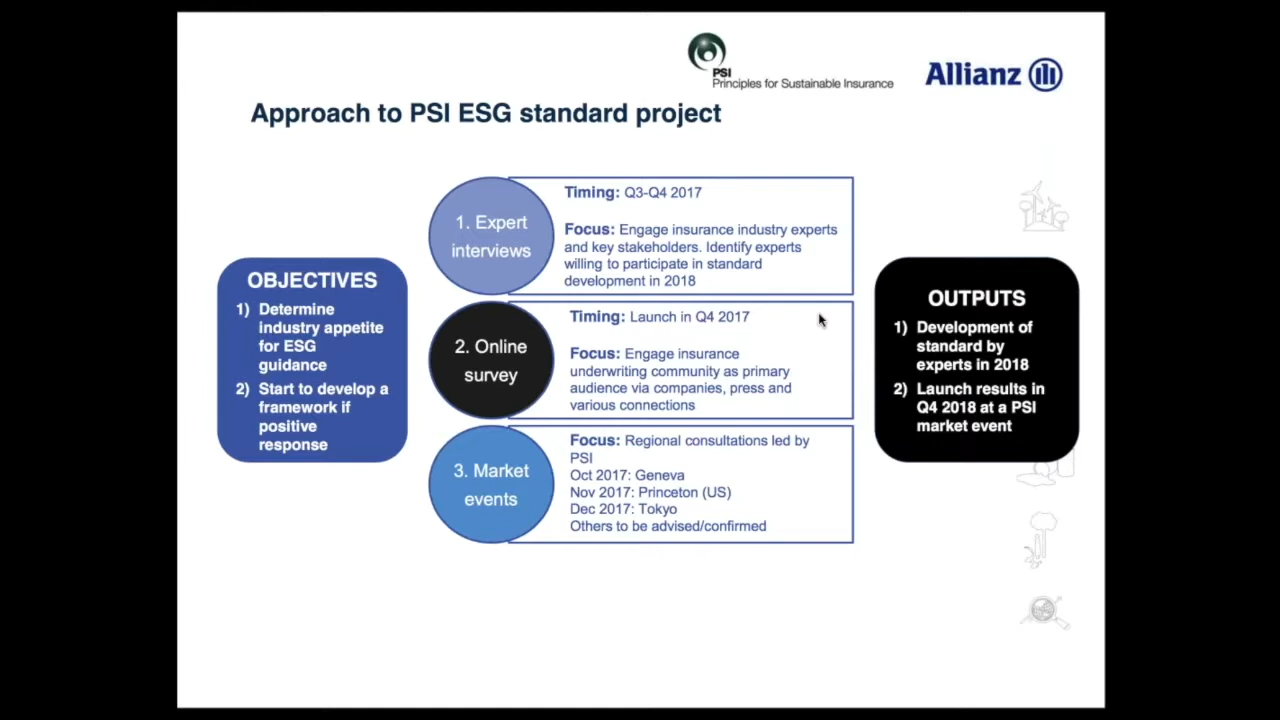 PSI
Principles for Sustainable Insurance
Allianz
Approach to PSI ESG standard project
OBJECTIVES
1) Determine
industry appetite
for ESG
guidance
2) Start to develop a
framework if
positive
response
1. Expert
interviews
Timing: Q3-Q4 2017
Focus: Engage insurance industry experts
and key stakeholders. Identify experts
willing to participate in standard
development in 2018
2. Online
survey
Timing: Launch in Q4 2017
Focus: Engage insurance
underwriting community as primary
audience via companies, press and
various connections
3. Market
events
Focus: Regional consultations led by
PSI
Oct 2017: Geneva
Nov 2017: Princeton (US)
Dec 2017: Tokyo
Others to be advised/confirmed
OUTPUTS
1) Development of
standard by
experts in 2018
2) Launch results in
Q4 2018 at a PSI
market event